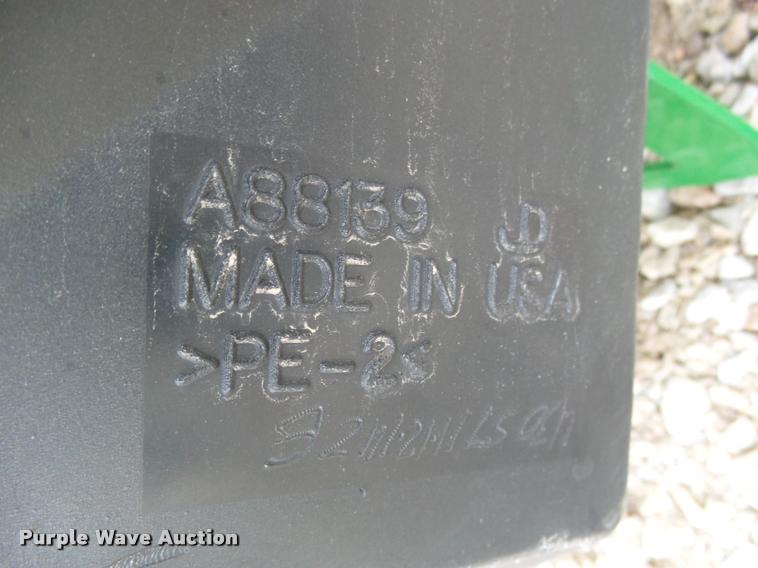 A88139 JD
MADE IN USA
>PE-2<
Purple Wave Auction